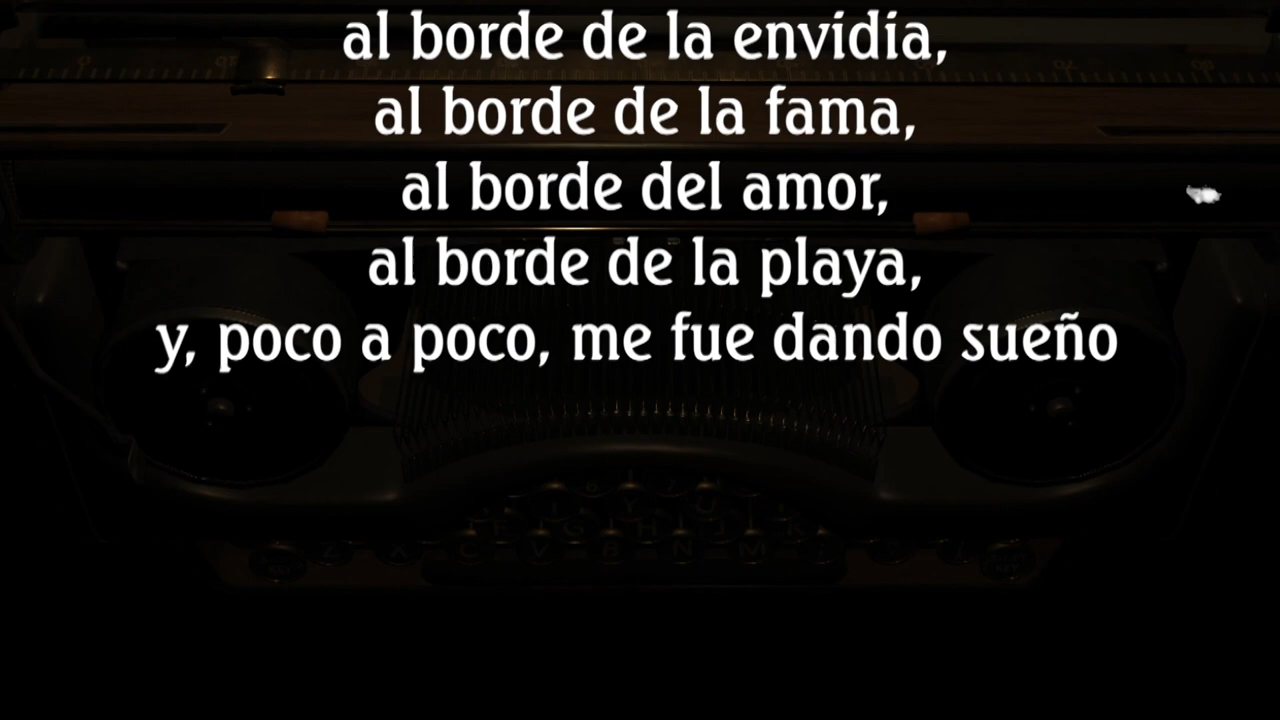 al borde de la envidia,
al borde de la fama,
al borde del amor,
al borde de la playa,
y, poco a poco, me fue dando sueño